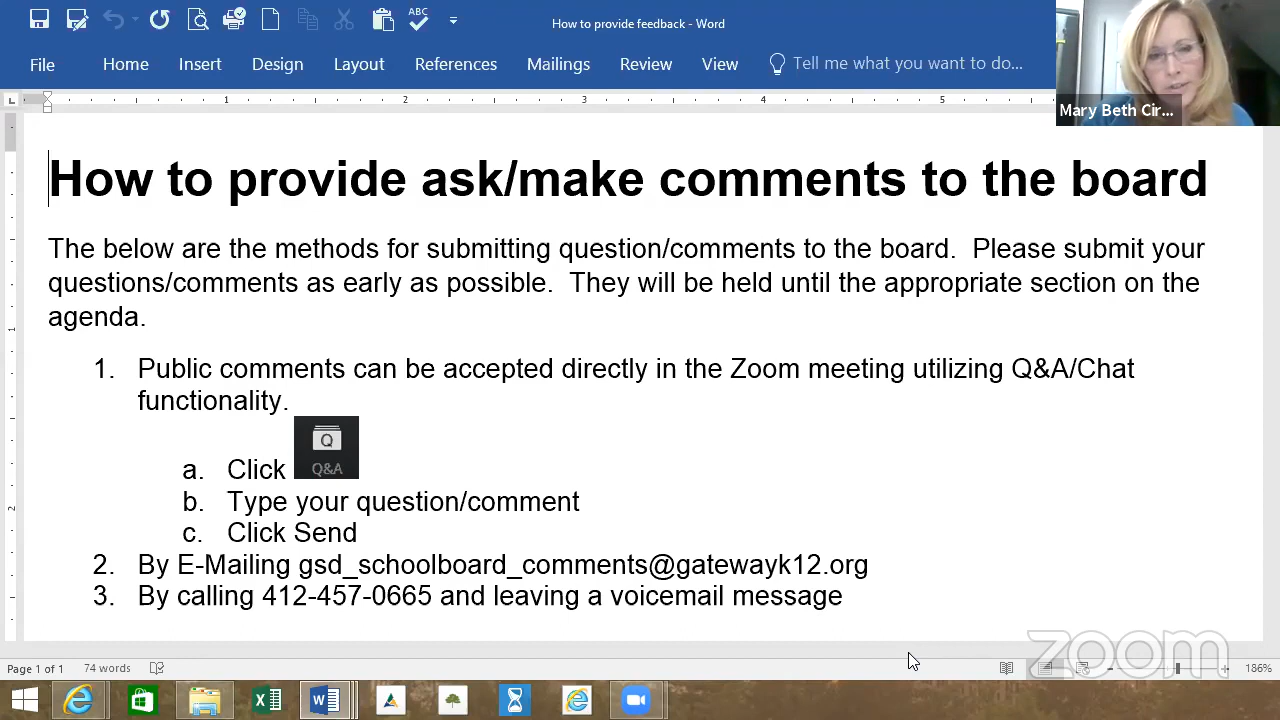 How to provide feedback - Word
File Home Insert Design Layout References Mailings Review View Tell me what you want to do...
Mary Beth Cir...
1 2 3 4 5
How to provide ask/make comments to the board
The below are the methods for submitting question/comments to the board. Please submit your
questions/comments as early as possible. They will be held until the appropriate section on the
agenda.
1. Public comments can be accepted directly in the Zoom meeting utilizing Q&A/Chat
functionality.
Q
a. Click Q&A
b. Type your question/comment
c. Click Send
2. By E-Mailing gsd_schoolboard_comments@gatewayk12.org
3. By calling 412-457-0665 and leaving a voicemail message
zoom
Page 1 of 1 74 words 186%